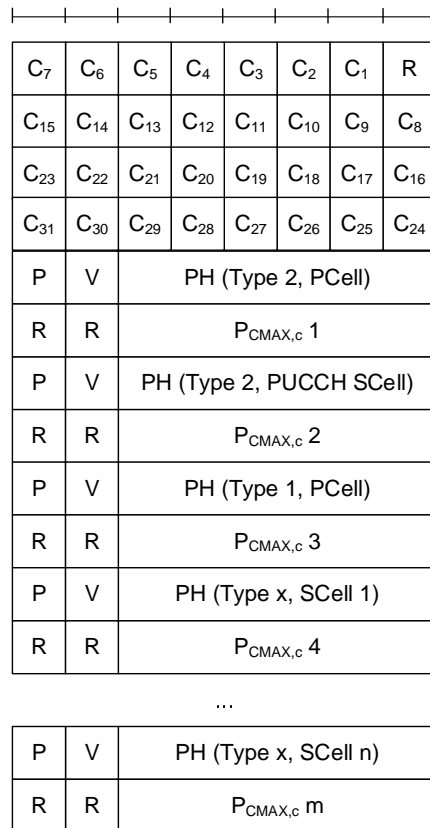 C7 C6 C5 C4 C3 C2 C1 R
C15 C14 C13 C12 C11 C10 C9 C8
C23 C22 C21 C20 C19 C18 C17 C16
C31 C30 C29 C28 C27 C26 C25 C24
P V PH (Type 2, PCell)
R R PCMAX,c 1
P V PH (Type 2, PUCCH SCell)
R R PCMAX,c 2
P V PH (Type 1, PCell)
R R PCMAX,c 3
P V PH (Type x, SCell 1)
R R PCMAX,c 4
...
P V PH (Type x, SCell n)
R R PCMAX,c m